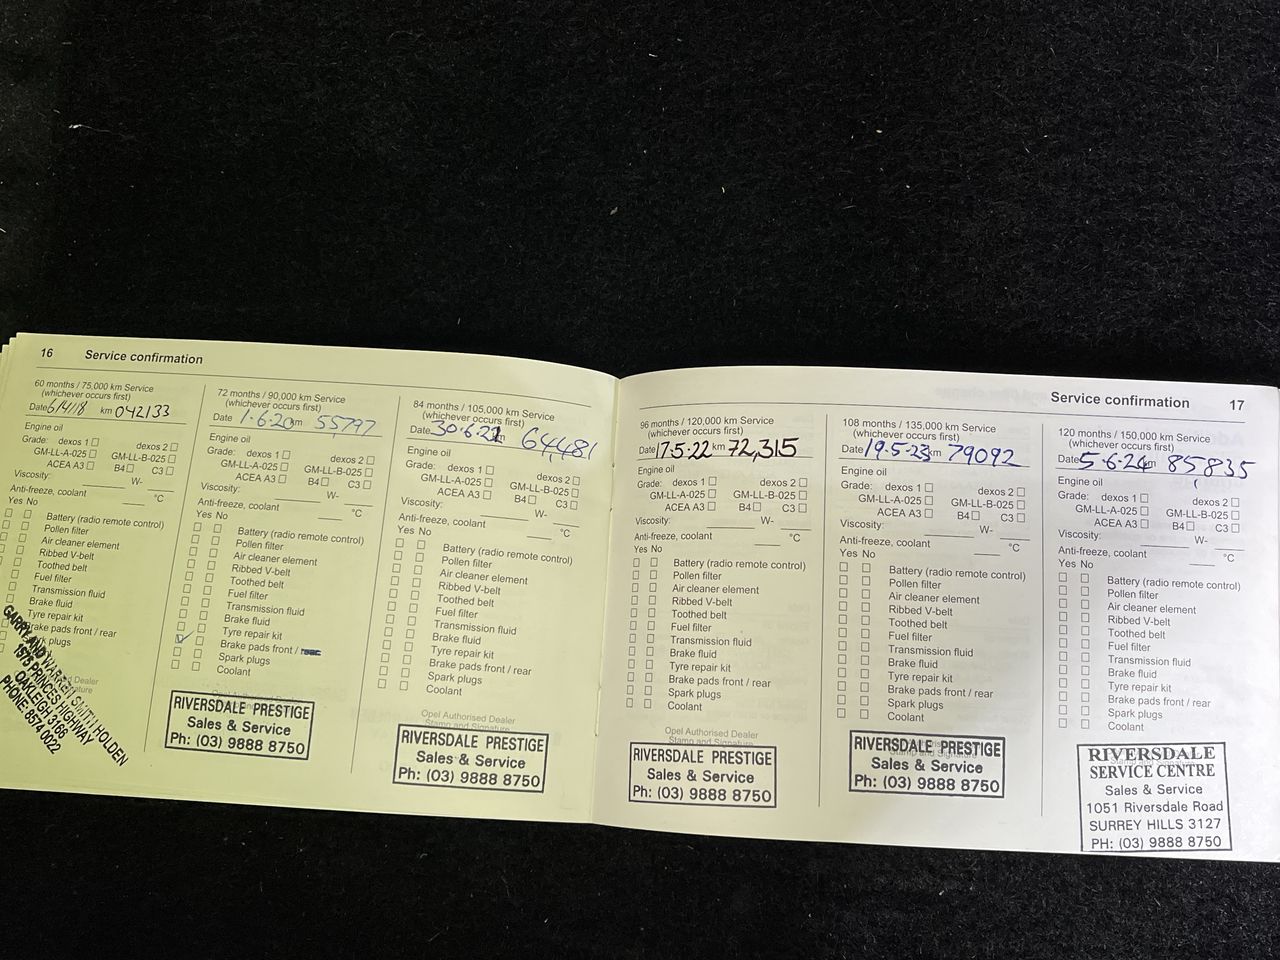 16 Service confirmation
60 months / 75,000 km Service
(whichever occurs first)
Date 6/4/18 km 042133
Engine oil
Grade: dexos 1 dexos 2
GM-LL-A-025 GM-LL-B-025
ACEA A3 B4 C3
Viscosity: W-
Anti-freeze, coolant °C
Yes No
Battery (radio remote control)
Pollen filter
Air cleaner element
Ribbed V-belt
Toothed belt
Fuel filter
Transmission fluid
Brake fluid
Tyre repair kit
Brake pads front / rear
plugs
GARRY AND WARREN SMITH HOLDEN
PRINCES HIGHWAY
OAKLEIGH 3166
PHONE: 8574 0022
72 months / 90,000 km Service
(whichever occurs first)
Date 1.6.20 km 55,797
Engine oil
Grade: dexos 1 dexos 2
GM-LL-A-025 GM-LL-B-025
ACEA A3 B4 C3
Viscosity: W-
Anti-freeze, coolant °C
Yes No
Battery (radio remote control)
Pollen filter
Air cleaner element
Ribbed V-belt
Toothed belt
Fuel filter
Transmission fluid
Brake fluid
Tyre repair kit
Brake pads front / rear
Spark plugs
Coolant
RIVERSDALE PRESTIGE
Sales & Service
Ph: (03) 9888 8750
84 months / 105,000 km Service
(whichever occurs first)
Date 30.6.21 km 64,481
Engine oil
Grade: dexos 1 dexos 2
GM-LL-A-025 GM-LL-B-025
ACEA A3 B4 C3
Viscosity: W-
Anti-freeze, coolant °C
Yes No
Battery (radio remote control)
Pollen filter
Air cleaner element
Ribbed V-belt
Toothed belt
Fuel filter
Transmission fluid
Brake fluid
Tyre repair kit
Brake pads front / rear
Spark plugs
Coolant
Opel Authorised Dealer
Stamp and Signature
RIVERSDALE PRESTIGE
Sales & Service
Ph: (03) 9888 8750
Service confirmation 17
96 months / 120,000 km Service
(whichever occurs first)
Date 17.5.22 km 72,315
Engine oil
Grade: dexos 1 dexos 2
GM-LL-A-025 GM-LL-B-025
ACEA A3 B4 C3
Viscosity: W-
Anti-freeze, coolant °C
Yes No
Battery (radio remote control)
Pollen filter
Air cleaner element
Ribbed V-belt
Toothed belt
Fuel filter
Transmission fluid
Brake fluid
Tyre repair kit
Brake pads front / rear
Spark plugs
Coolant
Opel Authorised Dealer
Stamp and Signature
RIVERSDALE PRESTIGE
Sales & Service
Ph: (03) 9888 8750
108 months / 135,000 km Service
(whichever occurs first)
Date 19.5.23 km 79092
Engine oil
Grade: dexos 1 dexos 2
GM-LL-A-025 GM-LL-B-025
ACEA A3 B4 C3
Viscosity: W-
Anti-freeze, coolant °C
Yes No
Battery (radio remote control)
Pollen filter
Air cleaner element
Ribbed V-belt
Toothed belt
Fuel filter
Transmission fluid
Brake fluid
Tyre repair kit
Brake pads front / rear
Spark plugs
Coolant
RIVERSDALE PRESTIGE
Sales & Service
Ph: (03) 9888 8750
120 months / 150,000 km Service
(whichever occurs first)
Date 5.6.24 km 85,835
Engine oil
Grade: dexos 1 dexos 2
GM-LL-A-025 GM-LL-B-025
ACEA A3 B4 C3
Viscosity: W-
Anti-freeze, coolant °C
Yes No
Battery (radio remote control)
Pollen filter
Air cleaner element
Ribbed V-belt
Toothed belt
Fuel filter
Transmission fluid
Brake fluid
Tyre repair kit
Brake pads front / rear
Spark plugs
Coolant
RIVERSDALE
SERVICE CENTRE
Sales & Service
1051 Riversdale Road
SURREY HILLS 3127
PH: (03) 9888 8750